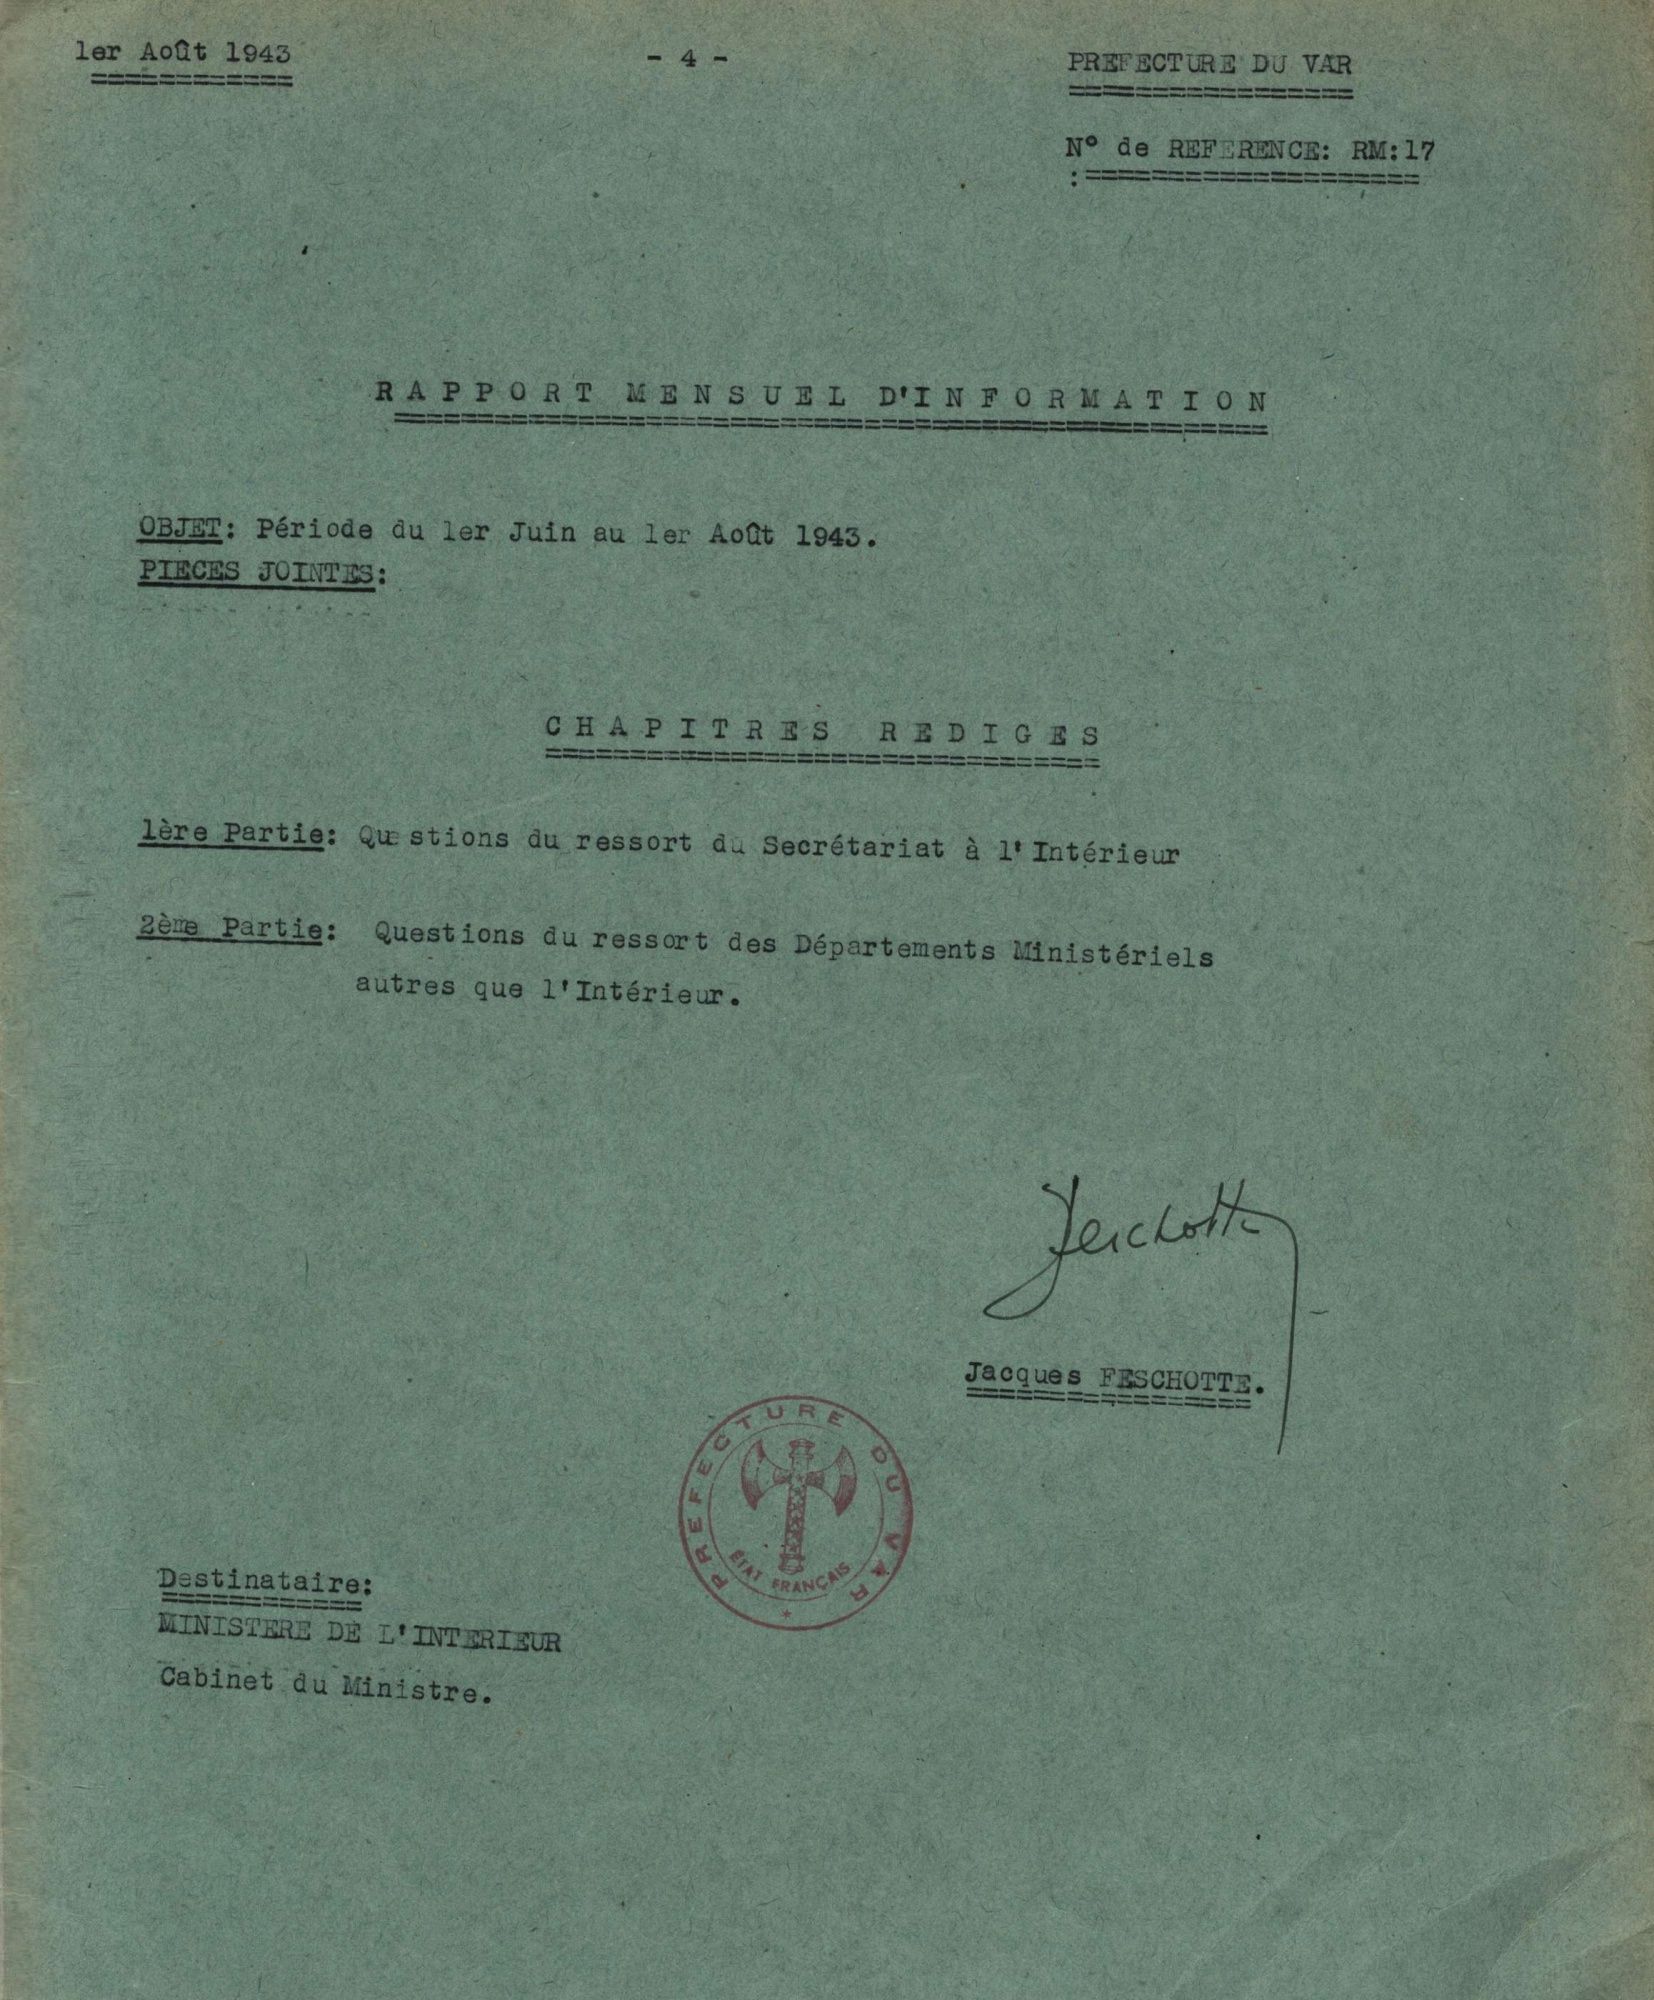 1er Août 1943
- 4 -
PREFECTURE DU VAR
N° de REFERENCE: RM:17
RAPPORT MENSUEL D'INFORMATION
OBJET: Période du 1er Juin au 1er Août 1943.
PIECES JOINTES:
CHAPITRES REDIGES
1ère Partie: Questions du ressort du Secrétariat à l'Intérieur
2ème Partie: Questions du ressort des Départements Ministériels
autres que l'Intérieur.
Feschotte
Jacques FESCHOTTE.
PREFECTURE DU VAR
ÉTAT FRANÇAIS
Destinataire:
MINISTERE DE L'INTERIEUR
Cabinet du Ministre.